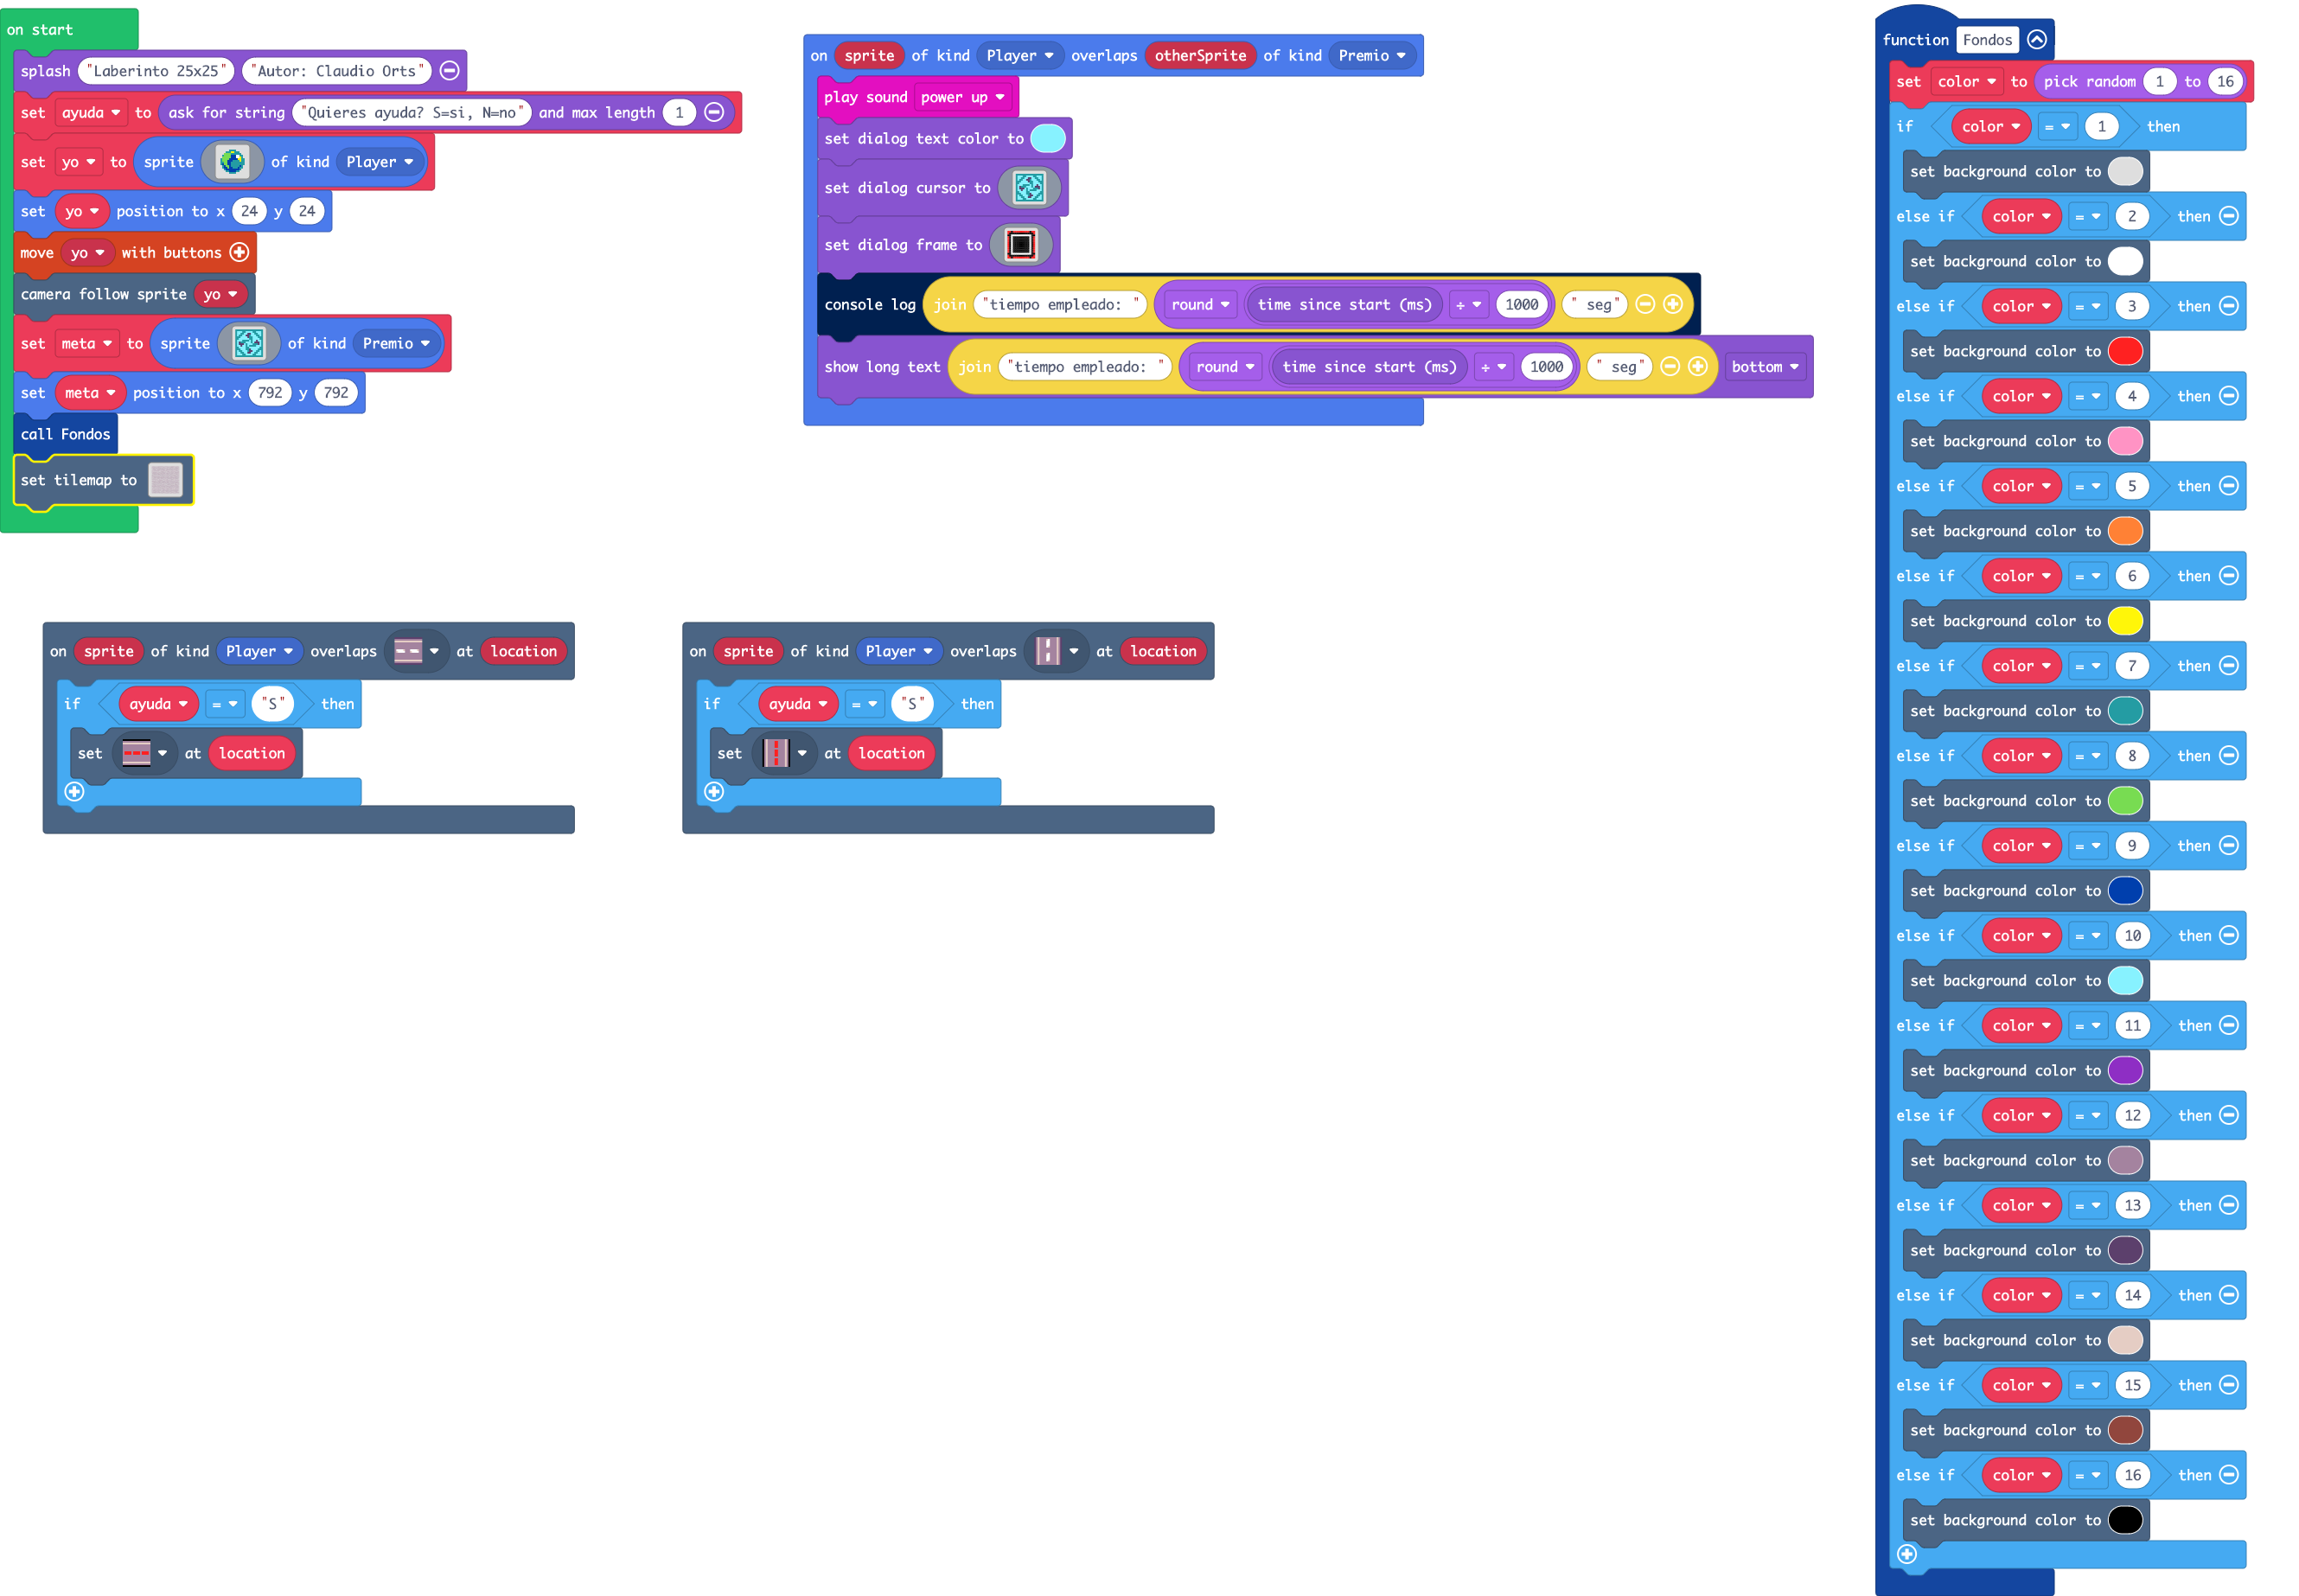 on start
splash "Laberinto 25x25" "Autor: Claudio Orts"
set ayuda to ask for string "Quieres ayuda? S=si, N=no" and max length 1
set yo to sprite of kind Player
set yo position to x 24 y 24
move yo with buttons
camera follow sprite yo
set meta to sprite of kind Premio
set meta position to x 792 y 792
call Fondos
set tilemap to
on sprite of kind Player overlaps otherSprite of kind Premio
play sound power up
set dialog text color to
set dialog cursor to
set dialog frame to
console log join "tiempo empleado: " round time since start (ms) ÷ 1000 " seg"
show long text join "tiempo empleado: " round time since start (ms) ÷ 1000 " seg" bottom
on sprite of kind Player overlaps at location
if ayuda = "S" then
set at location
on sprite of kind Player overlaps at location
if ayuda = "S" then
set at location
function Fondos
set color to pick random 1 to 16
if color = 1 then
set background color to
else if color = 2 then
set background color to
else if color = 3 then
set background color to
else if color = 4 then
set background color to
else if color = 5 then
set background color to
else if color = 6 then
set background color to
else if color = 7 then
set background color to
else if color = 8 then
set background color to
else if color = 9 then
set background color to
else if color = 10 then
set background color to
else if color = 11 then
set background color to
else if color = 12 then
set background color to
else if color = 13 then
set background color to
else if color = 14 then
set background color to
else if color = 15 then
set background color to
else if color = 16 then
set background color to